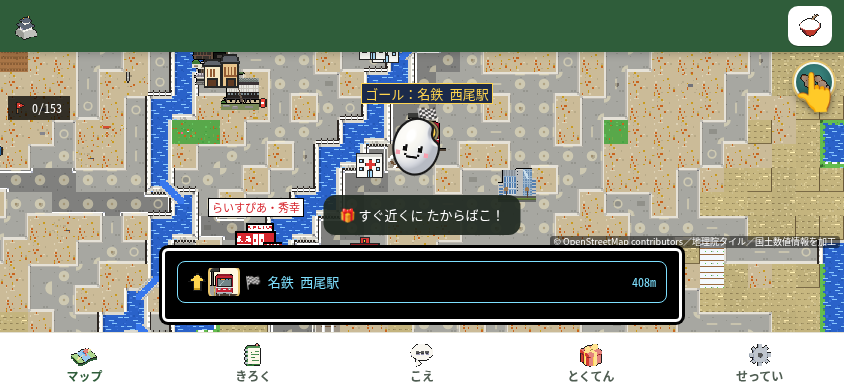 0/153
ゴール：名鉄 西尾駅
らいすぴあ・秀幸
すぐ近くに たからばこ！
© OpenStreetMap contributors／地理院タイル／国土数値情報を加工
名鉄 西尾駅
408m
マップ
きろく
こえ
とくてん
せってい